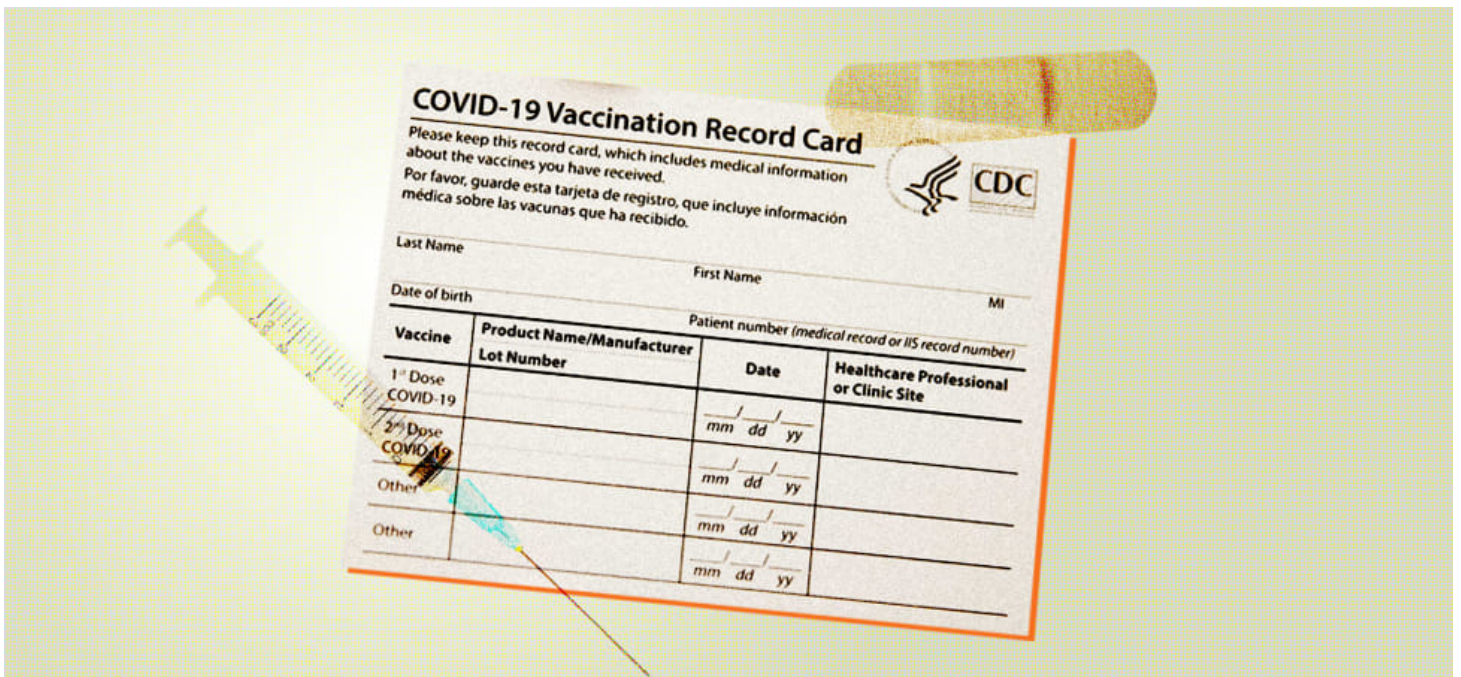 COVID-19 Vaccination Record Card
Please keep this record card, which includes medical information
about the vaccines you have received.
Por favor, guarde esta tarjeta de registro, que incluye información
médica sobre las vacunas que ha recibido.
CDC
Last Name First Name MI
Date of birth Patient number (medical record or IIS record number)
Vaccine Product Name/Manufacturer Date Healthcare Professional
Lot Number or Clinic Site
1st Dose
COVID-19
mm dd yy
2nd Dose
COVID-19
mm dd yy
Other
mm dd yy
Other
mm dd yy